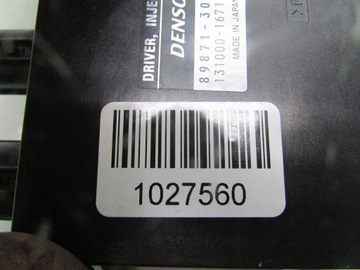 DRIVER, INJE
DENSO
89871-30
131000-1671
MADE IN JAPAN
1027560